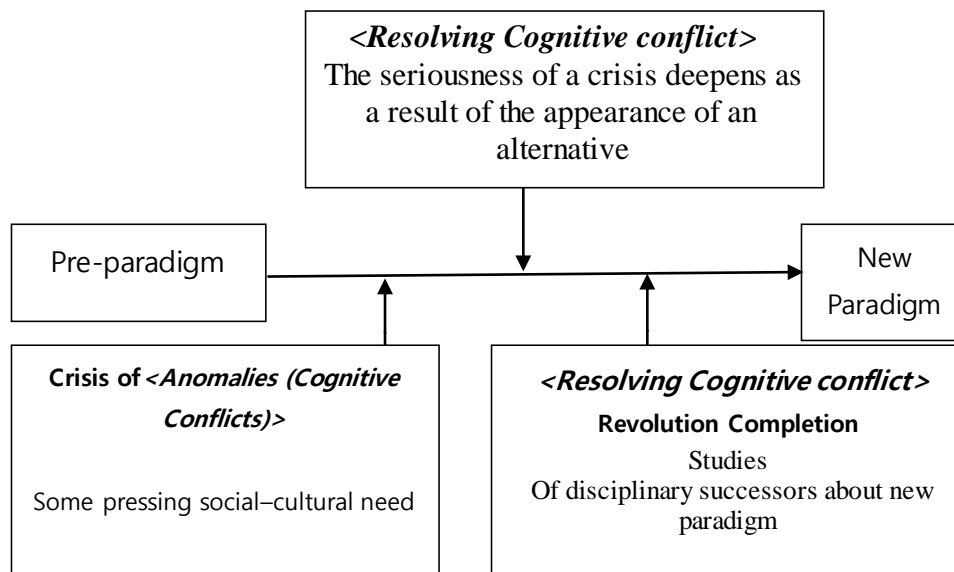 <Resolving Cognitive conflict>
The seriousness of a crisis deepens as
a result of the appearance of an
alternative
Pre-paradigm
New
Paradigm
Crisis of <Anomalies (Cognitive
Conflicts)>
Some pressing social–cultural need
<Resolving Cognitive conflict>
Revolution Completion
Studies
Of disciplinary successors about new
paradigm